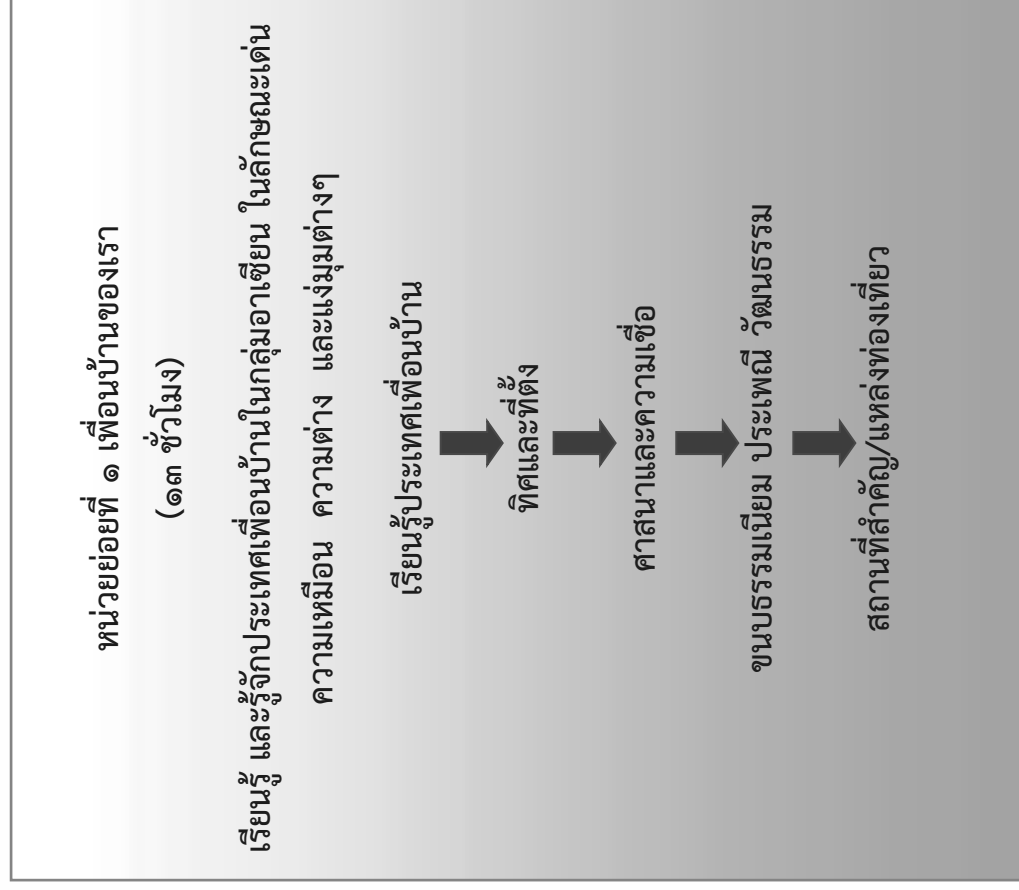 หน่วยย่อยที่ ๑ เพื่อนบ้านของเรา
(๑๓ ชั่วโมง)
เรียนรู้ และรู้จักประเทศเพื่อนบ้านในกลุ่มอาเซียน ในลักษณะเด่น
ความเหมือน ความต่าง และแง่มุมต่างๆ
เรียนรู้ประเทศเพื่อนบ้าน
ทิศและที่ตั้ง
ศาสนาและความเชื่อ
ขนบธรรมเนียม ประเพณี วัฒนธรรม
สถานที่สำคัญ/แหล่งท่องเที่ยว